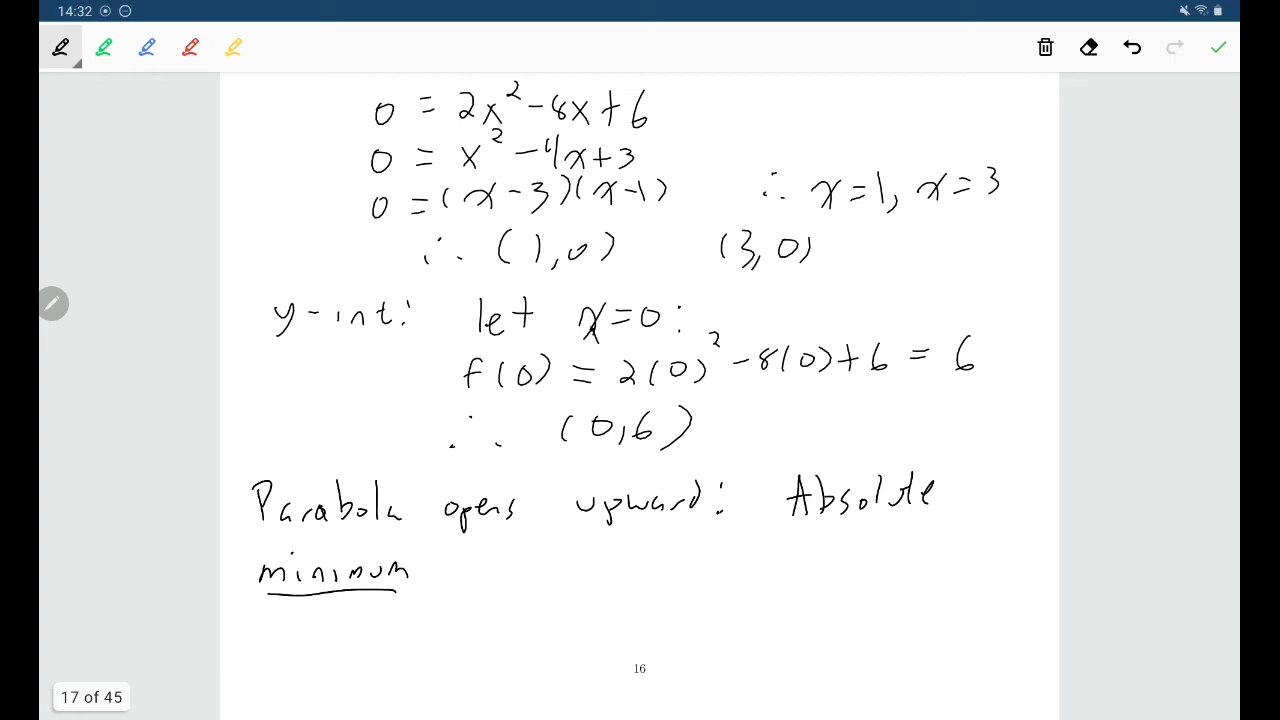 14:32
0 = 2x² - 8x + 6
0 = x² - 4x + 3
0 = (x - 3)(x - 1) ∴ x = 1, x = 3
∴ (1, 0) (3, 0)
y-int: let x = 0:
f(0) = 2(0)² - 8(0) + 6 = 6
∴ (0, 6)
Parabola opens upward: Absolute
minimum
16
17 of 45